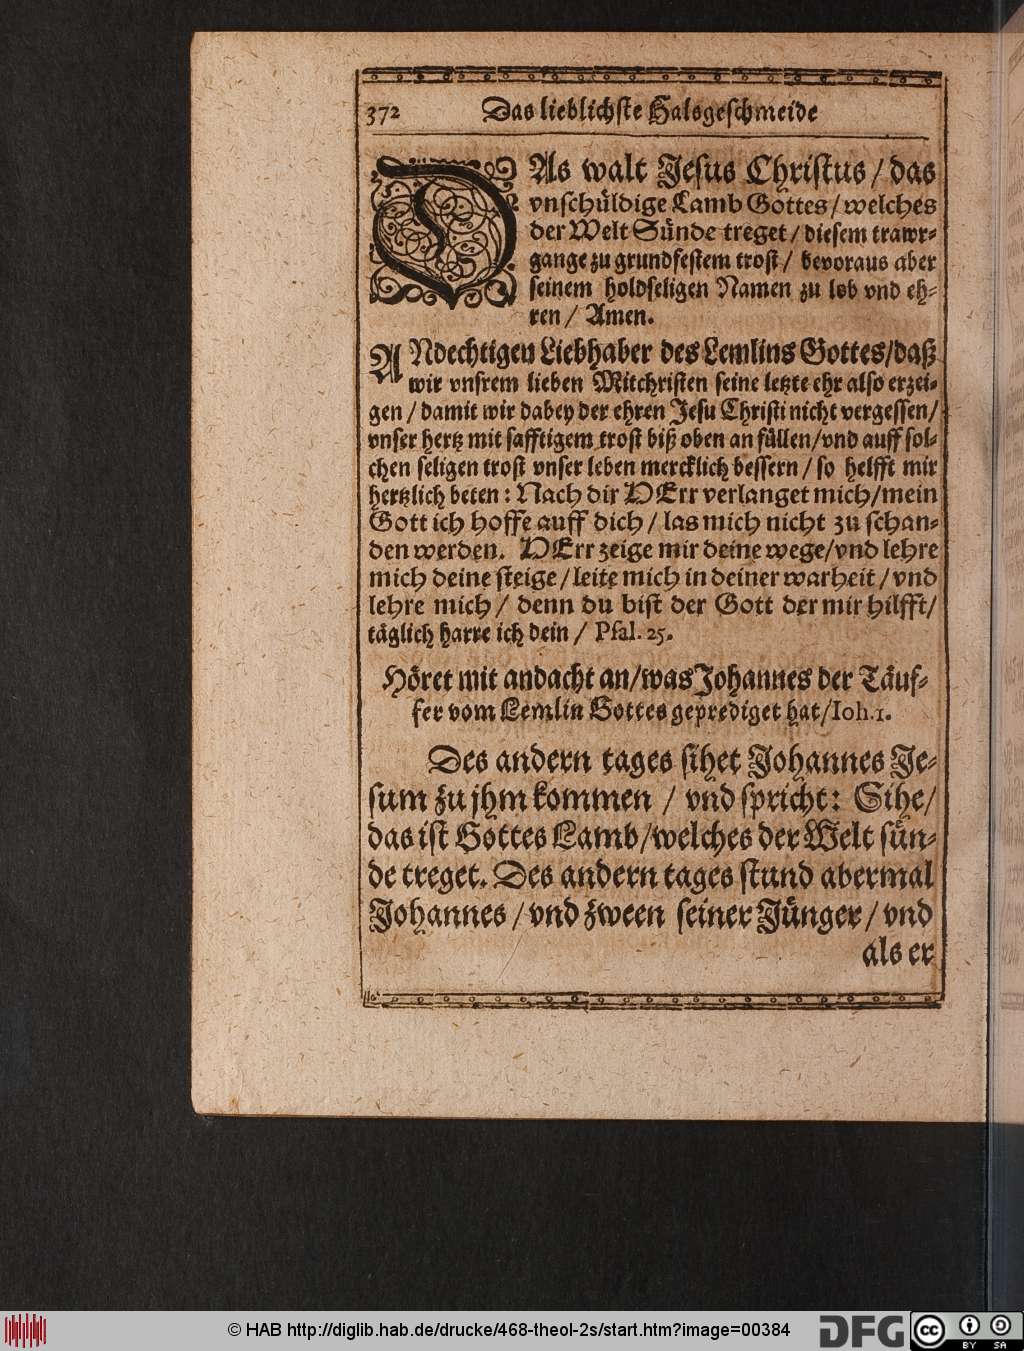 372 Das lieblichste Halsgeschmeide
DAs walt Jesus Christus / das
vnschüldige Lamb Gottes / welches
der Welt Sünde treget / diesem trawr-
gange zu grundfestem trost / bevoraus aber
seinem holdseligen Namen zu lob vnd eh-
ren / Amen.
ANdechtigen Liebhaber des Lemlins Gottes / daß
wir vnsrem lieben Mitchristen seine letzte ehr also erzei-
gen / damit wir dabey der ehren Jesu Christi nicht vergessen /
vnser hertz mit safftigem trost biß oben an füllen / vnd auff sol-
chen seligen trost vnser leben mercklich bessern / so helfft mir
hertzlich beten : Nach dir HErr verlanget mich / mein
Gott ich hoffe auff dich / las mich nicht zu schan-
den werden. HErr zeige mir deine wege / vnd lehre
mich deine steige / leite mich in deiner warheit / vnd
lehre mich / denn du bist der Gott der mir hilfft /
täglich harre ich dein / Psal. 25.
Höret mit andacht an / was Johannes der Täuf-
fer vom Lemlin Gottes geprediget hat / Ioh. 1.
Des andern tages sihet Johannes Je-
sum zu jhm kommen / vnd spricht : Sihe /
das ist Gottes Lamb / welches der Welt sün-
de treget. Des andern tages stund abermal
Johannes / vnd zween seiner Jünger / vnd
als er
© HAB http://diglib.hab.de/drucke/468-theol-2s/start.htm?image=00384
DFG
cc BY SA